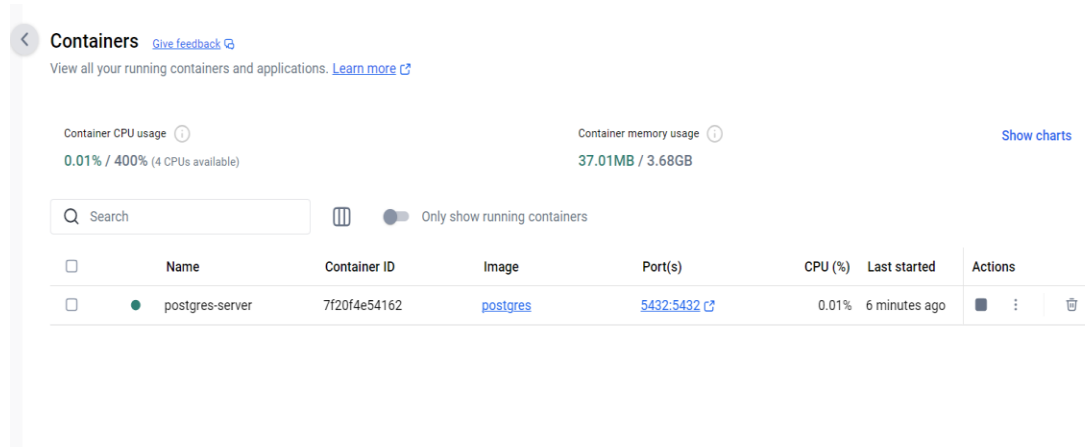 Containers Give feedback
View all your running containers and applications. Learn more
Container CPU usage
0.01% / 400% (4 CPUs available)
Container memory usage
37.01MB / 3.68GB
Show charts
Search
Only show running containers
Name Container ID Image Port(s) CPU (%) Last started Actions
postgres-server 7f20f4e54162 postgres 5432:5432 0.01% 6 minutes ago